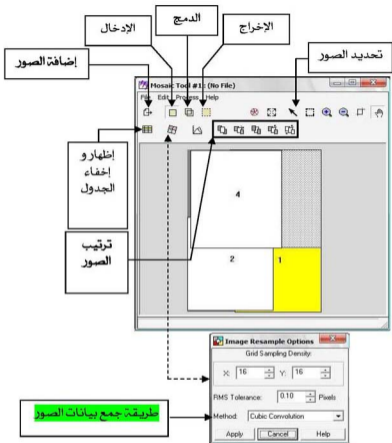 الإدخال
الدمج
الإخراج
تحديد الصور
إضافة الصور
Mosaic Tool #1: (No File)
File Edit Process Help
إظهار و
إخفاء
الجدول
ترتيب
الصور
4
2
1
Image Resample Options
Grid Sampling Density:
X: 16 Y: 16
RMS Tolerance: 0.10 Pixels
Method: Cubic Convolution
Apply Cancel Help
طريقة جمع بيانات الصور